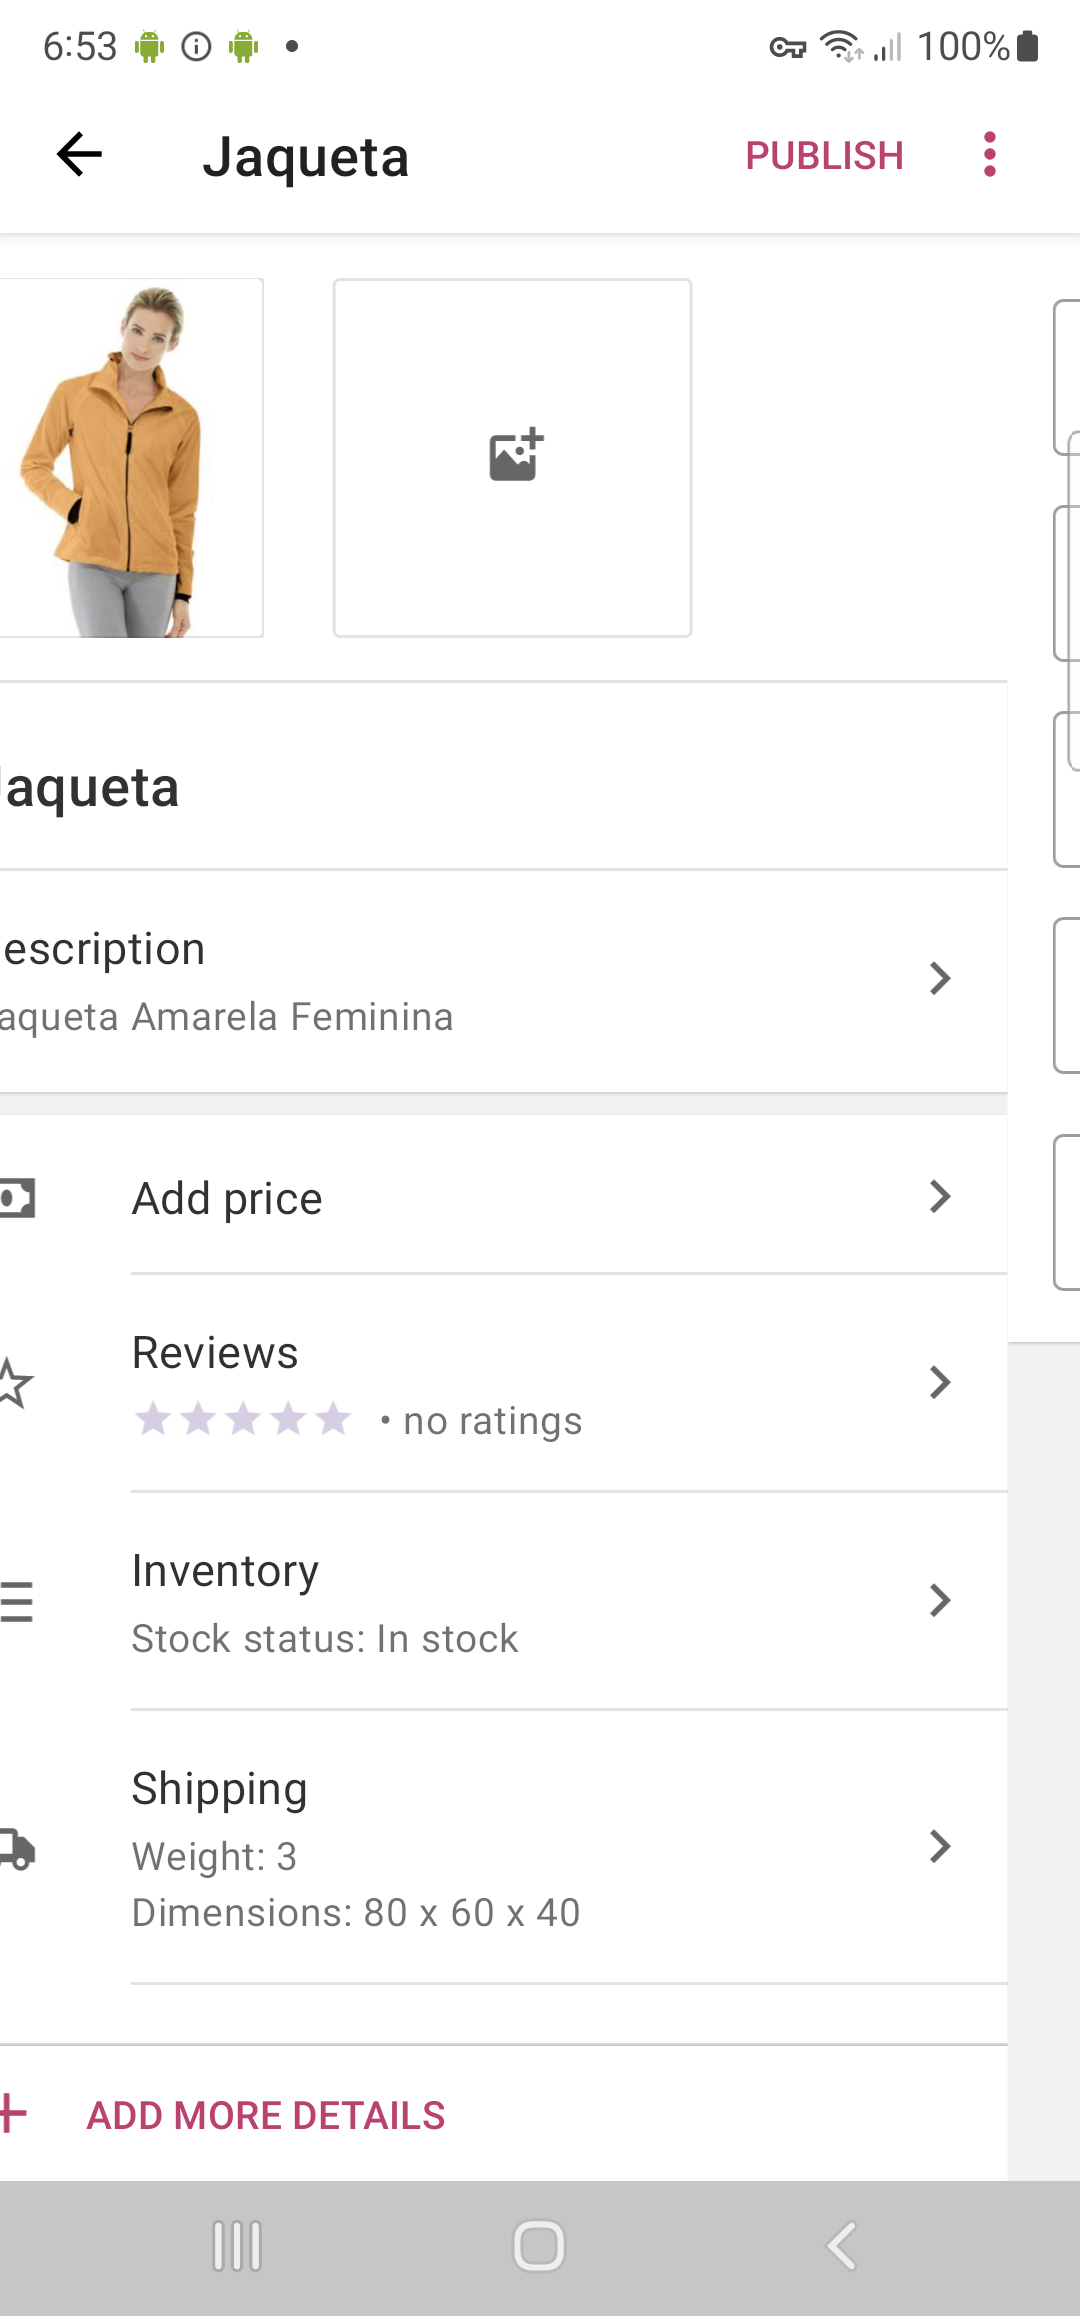 6:53
100%
Jaqueta
PUBLISH
Jaqueta
escription
aqueta Amarela Feminina
Add price
Reviews
• no ratings
Inventory
Stock status: In stock
Shipping
Weight: 3
Dimensions: 80 x 60 x 40
ADD MORE DETAILS